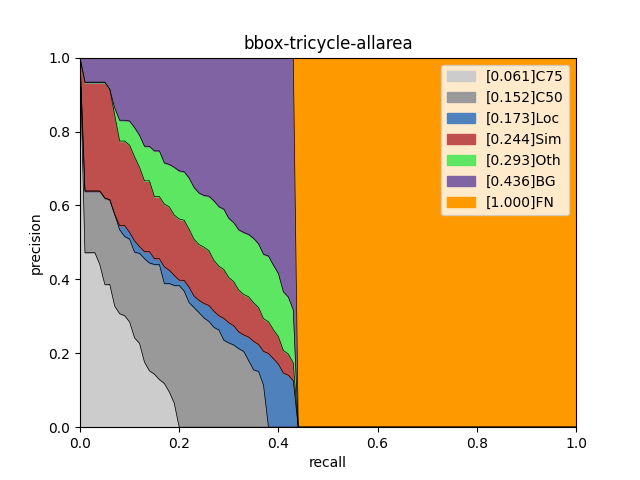 bbox-tricycle-allarea
1.0
0.8
0.6
0.4
0.2
0.0
precision
[0.061]C75
[0.152]C50
[0.173]Loc
[0.244]Sim
[0.293]Oth
[0.436]BG
[1.000]FN
0.0 0.2 0.4 0.6 0.8 1.0
recall